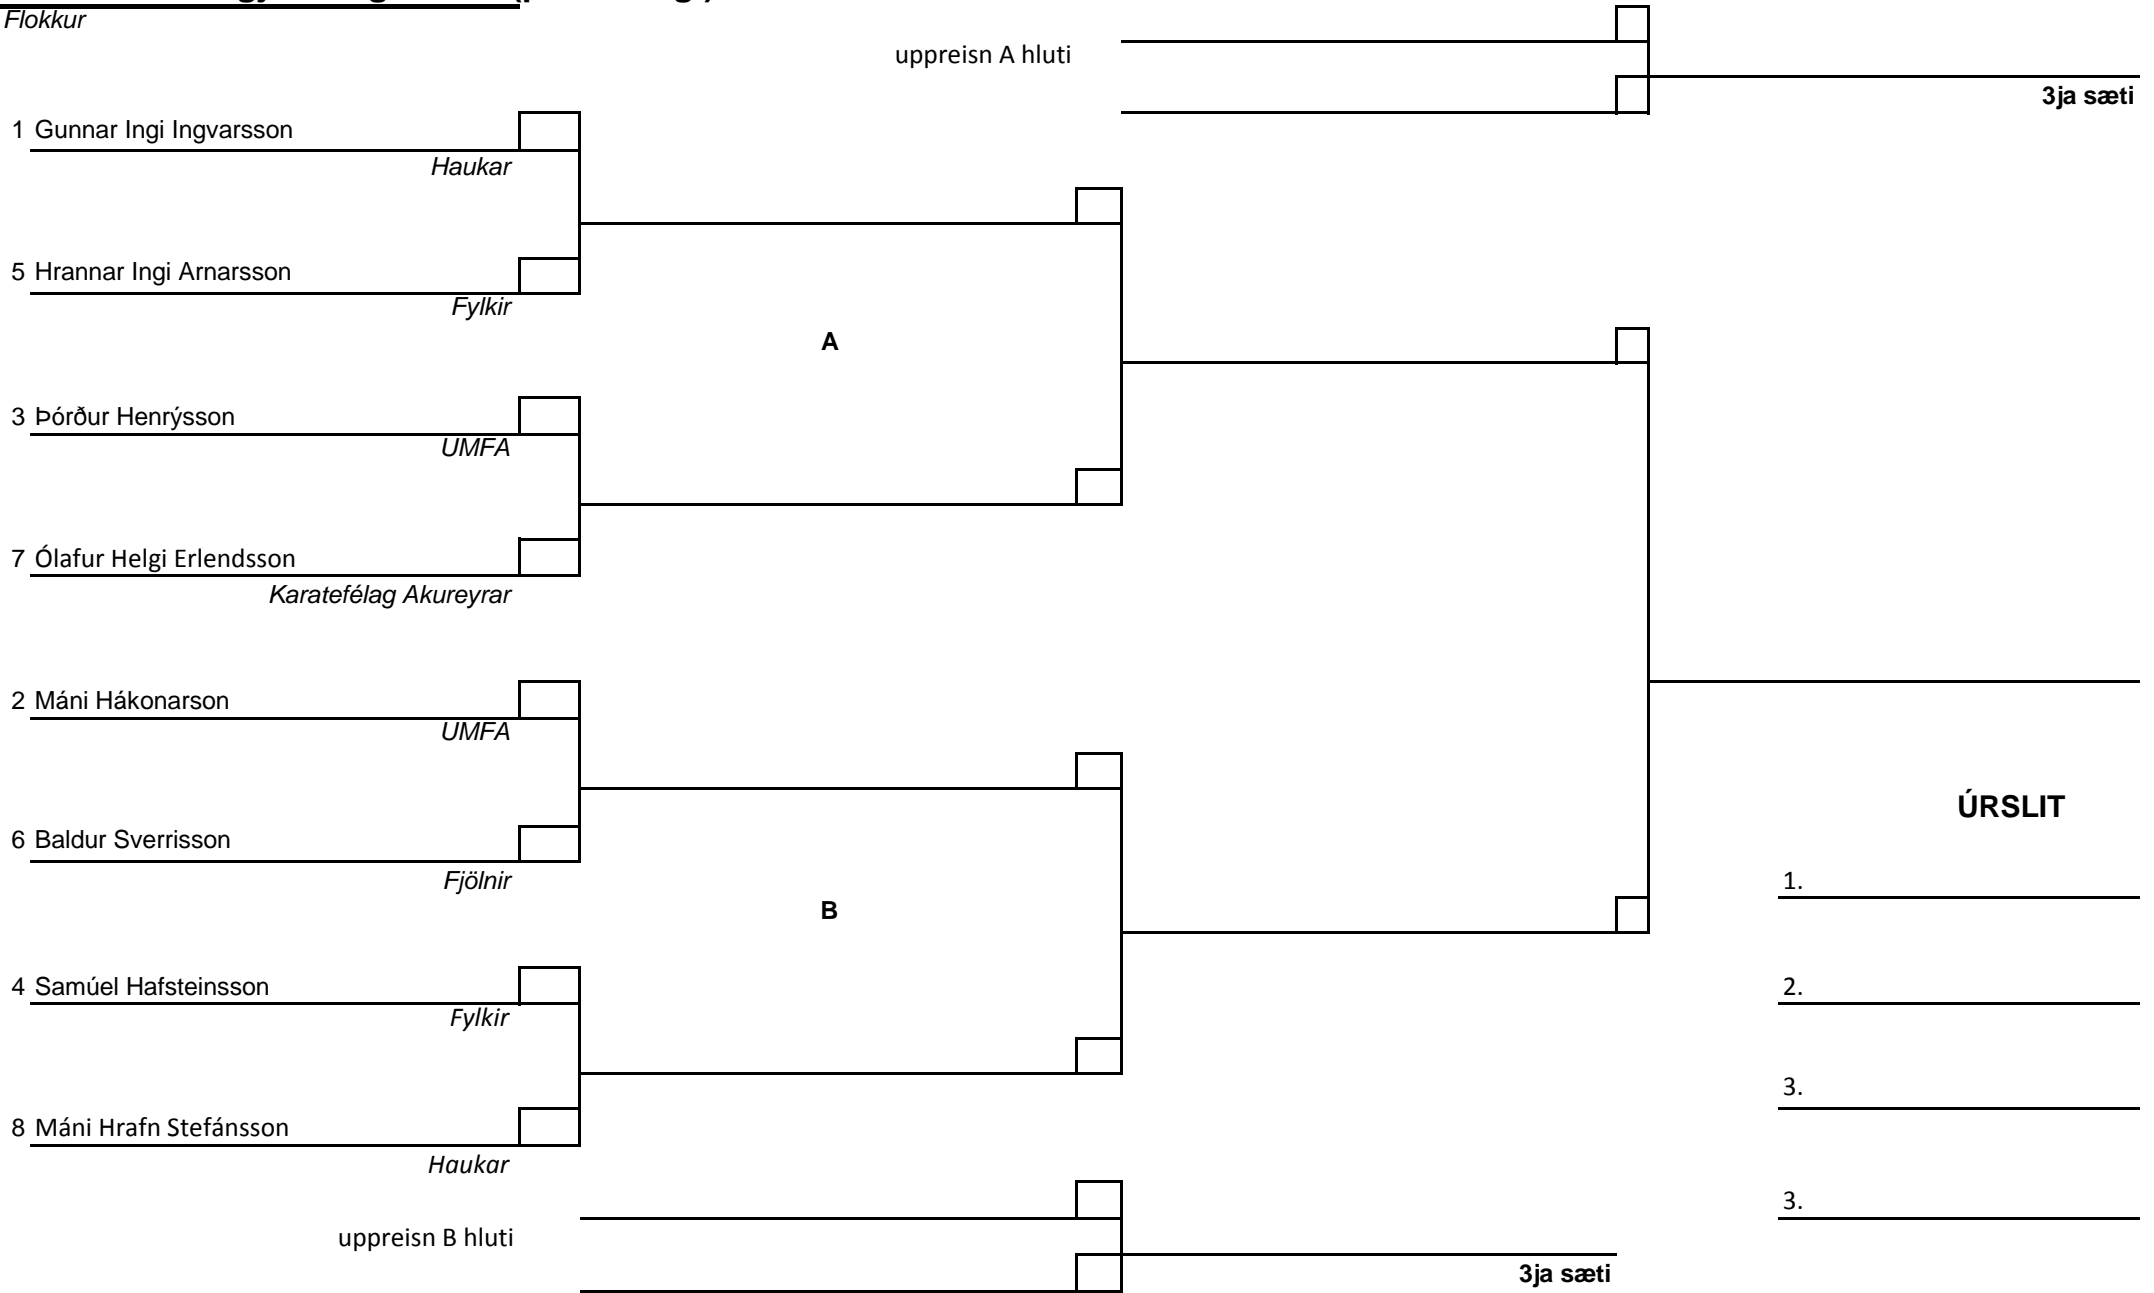 Flokkur
uppreisn A hluti
3ja sæti
1 Gunnar Ingi Ingvarsson
Haukar
5 Hrannar Ingi Arnarsson
Fylkir
A
3 Þórður Henrýsson
UMFA
7 Ólafur Helgi Erlendsson
Karatefélag Akureyrar
2 Máni Hákonarson
UMFA
ÚRSLIT
6 Baldur Sverrisson
Fjölnir
1.
B
4 Samúel Hafsteinsson
2.
Fylkir
3.
8 Máni Hrafn Stefánsson
Haukar
3.
uppreisn B hluti
3ja sæti